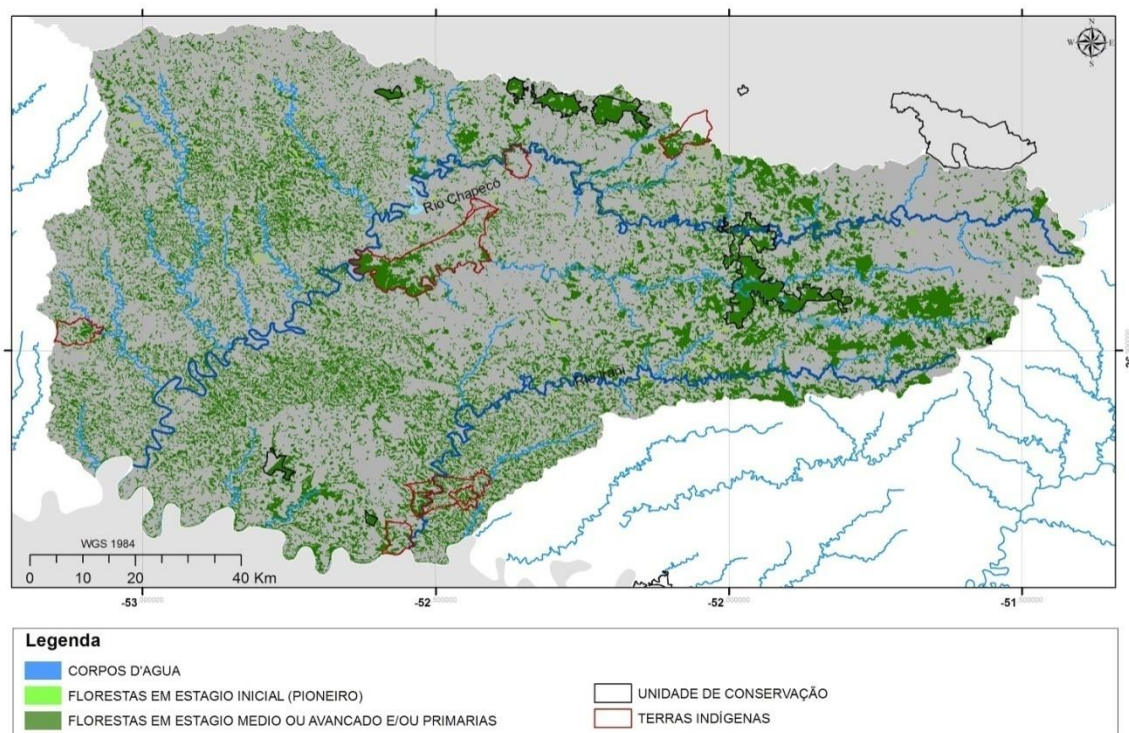 N
W E
S
Rio Chapecó
WGS 1984
0 10 20 40 Km
-53 -52 -52 -51
Legenda
CORPOS D'AGUA
FLORESTAS EM ESTAGIO INICIAL (PIONEIRO)
FLORESTAS EM ESTAGIO MEDIO OU AVANCADO E/OU PRIMARIAS
UNIDADE DE CONSERVAÇÃO
TERRAS INDÍGENAS